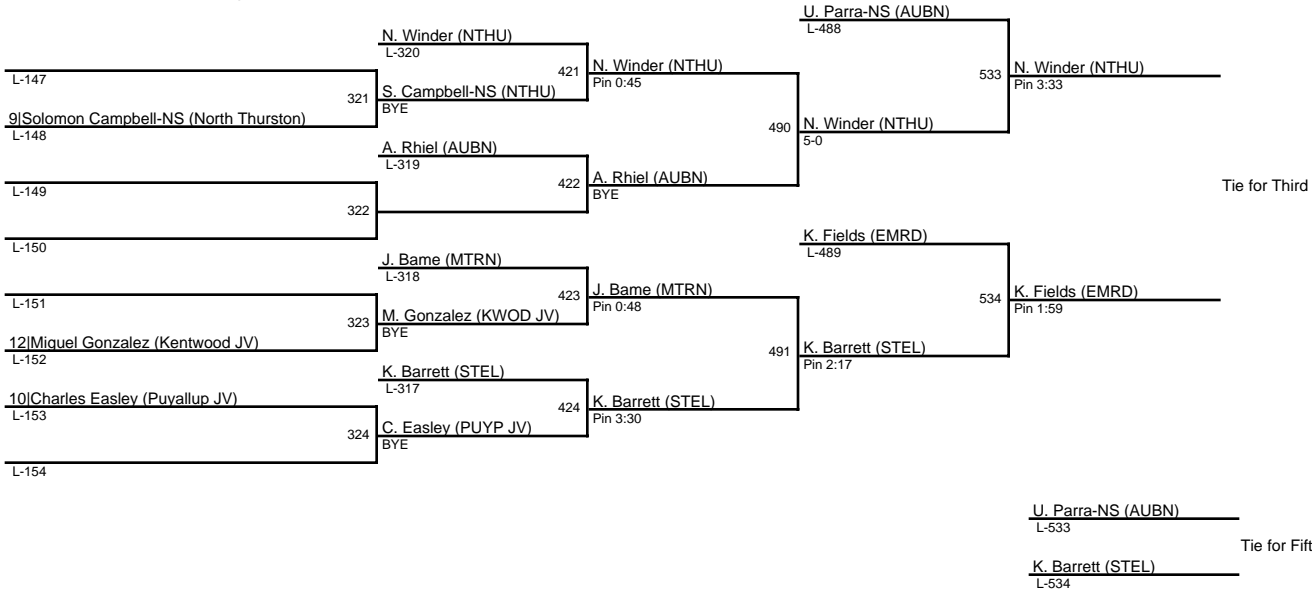 U. Parra-NS (AUBN)
L-488
N. Winder (NTHU)
L-320
421
N. Winder (NTHU)
Pin 0:45
533
N. Winder (NTHU)
Pin 3:33
L-147
321
S. Campbell-NS (NTHU)
BYE
9|Solomon Campbell-NS (North Thurston)
L-148
490
N. Winder (NTHU)
5-0
A. Rhiel (AUBN)
L-319
422
A. Rhiel (AUBN)
BYE
L-149
322
L-150
Tie for Third
K. Fields (EMRD)
L-489
J. Bame (MTRN)
L-318
423
J. Bame (MTRN)
Pin 0:48
534
K. Fields (EMRD)
Pin 1:59
L-151
323
M. Gonzalez (KWOD JV)
BYE
12|Miguel Gonzalez (Kentwood JV)
L-152
491
K. Barrett (STEL)
Pin 2:17
K. Barrett (STEL)
L-317
424
K. Barrett (STEL)
Pin 3:30
10|Charles Easley (Puyallup JV)
L-153
324
C. Easley (PUYP JV)
BYE
L-154
U. Parra-NS (AUBN)
L-533
Tie for Fift
K. Barrett (STEL)
L-534